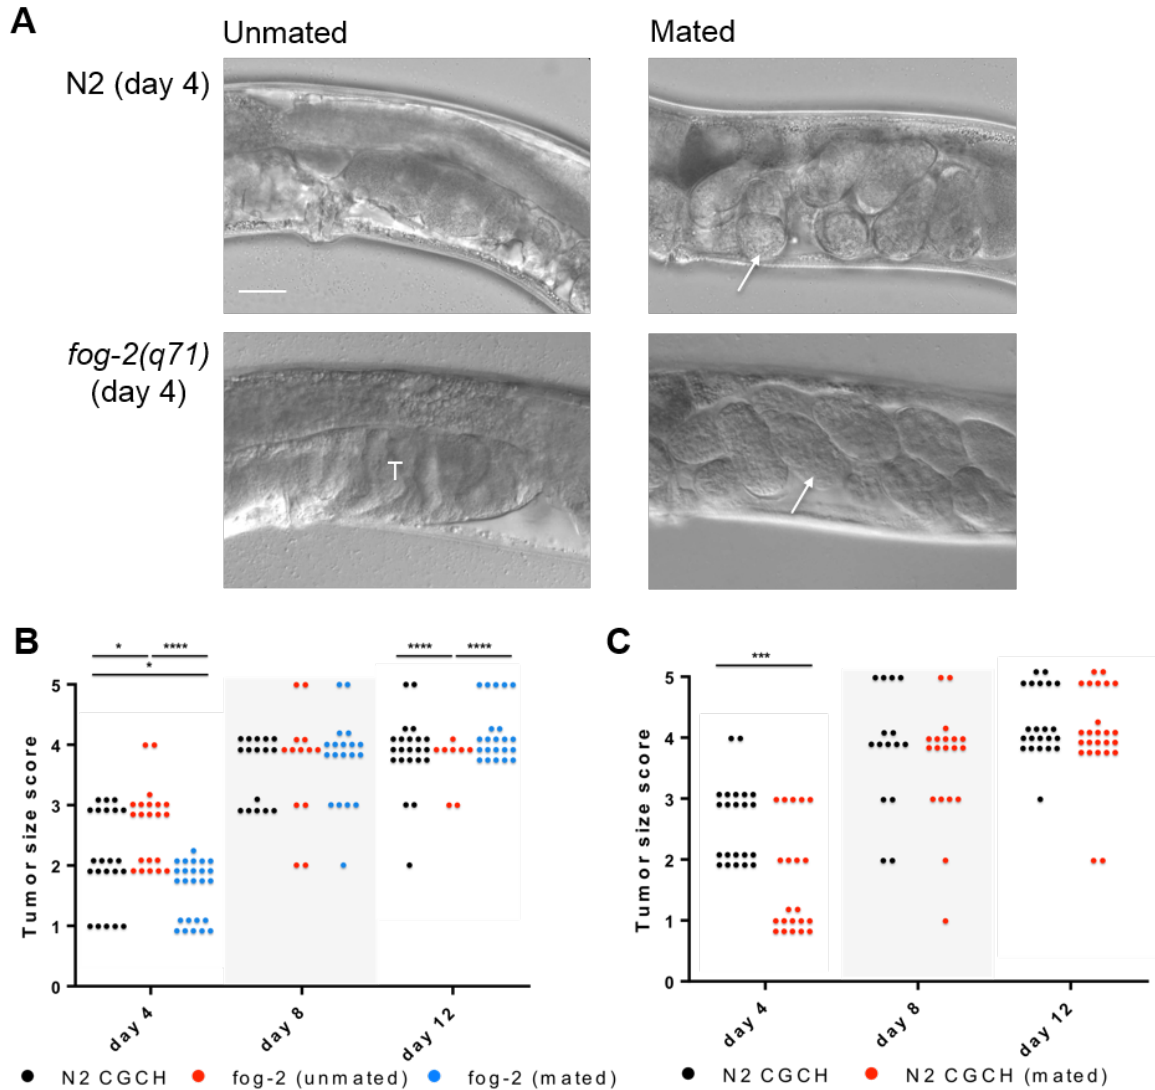 A
Unmated
Mated
N2 (day 4)
fog-2(q71)
(day 4)
T
B
* ****
*
**** ****
Tumor size score
5
4
3
2
1
0
day 4
day 8
day 12
N2 CGCH
fog-2 (unmated)
fog-2 (mated)
C
***
Tumor size score
5
4
3
2
1
0
day 4
day 8
day 12
N2 CGCH
N2 CGCH (mated)